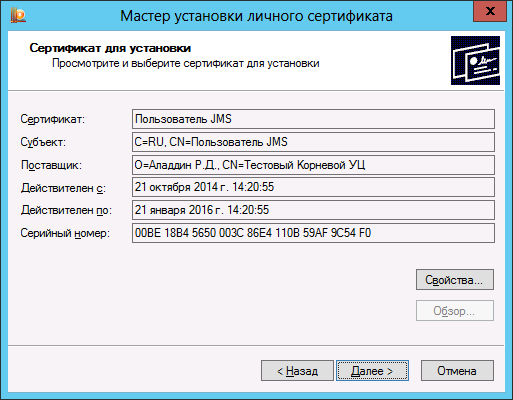 Мастер установки личного сертификата
Сертификат для установки
Просмотрите и выберите сертификат для установки
Сертификат: Пользователь JMS
Субъект: C=RU, CN=Пользователь JMS
Поставщик: O=Аладдин Р.Д., CN=Тестовый Корневой УЦ
Действителен с: 21 октября 2014 г. 14:20:55
Действителен по: 21 января 2016 г. 14:20:55
Серийный номер: 00BE 18B4 5650 003C 86E4 110B 59AF 9C54 F0
Свойства...
Обзор...
< Назад Далее > Отмена